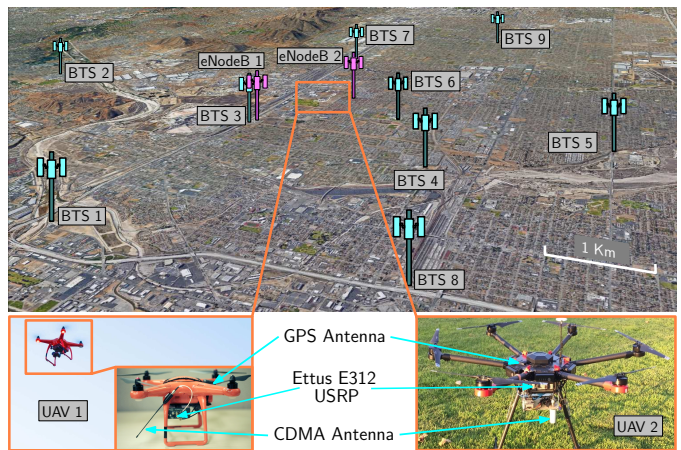 BTS 7
BTS 9
eNodeB 1
eNodeB 2
BTS 2
BTS 6
BTS 3
BTS 5
BTS 4
BTS 1
1 Km
BTS 8
GPS Antenna
Ettus E312
USRP
UAV 1
UAV 2
CDMA Antenna